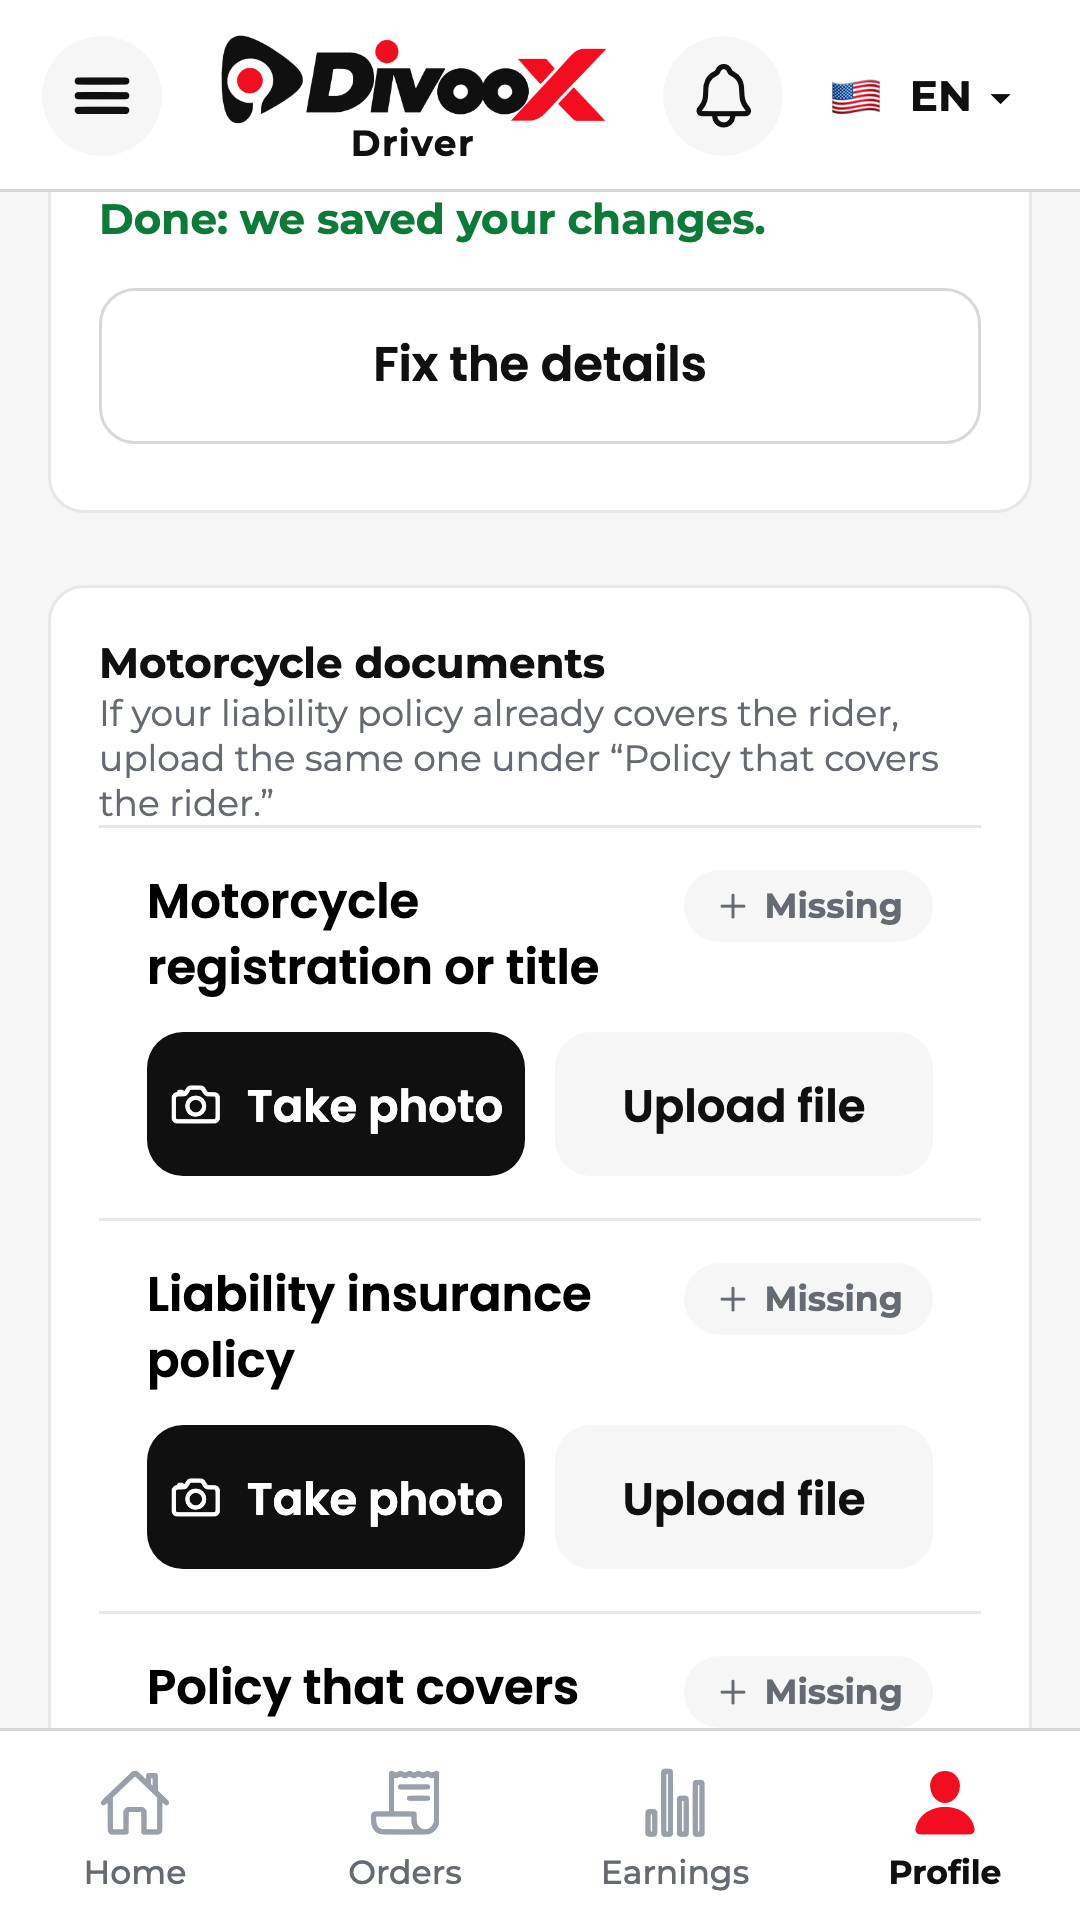 DivooX
Driver
EN
Done: we saved your changes.
Fix the details
Motorcycle documents
If your liability policy already covers the rider,
upload the same one under “Policy that covers
the rider.”
Motorcycle
registration or title
+ Missing
Take photo
Upload file
Liability insurance
policy
+ Missing
Take photo
Upload file
Policy that covers
+ Missing
Home
Orders
Earnings
Profile